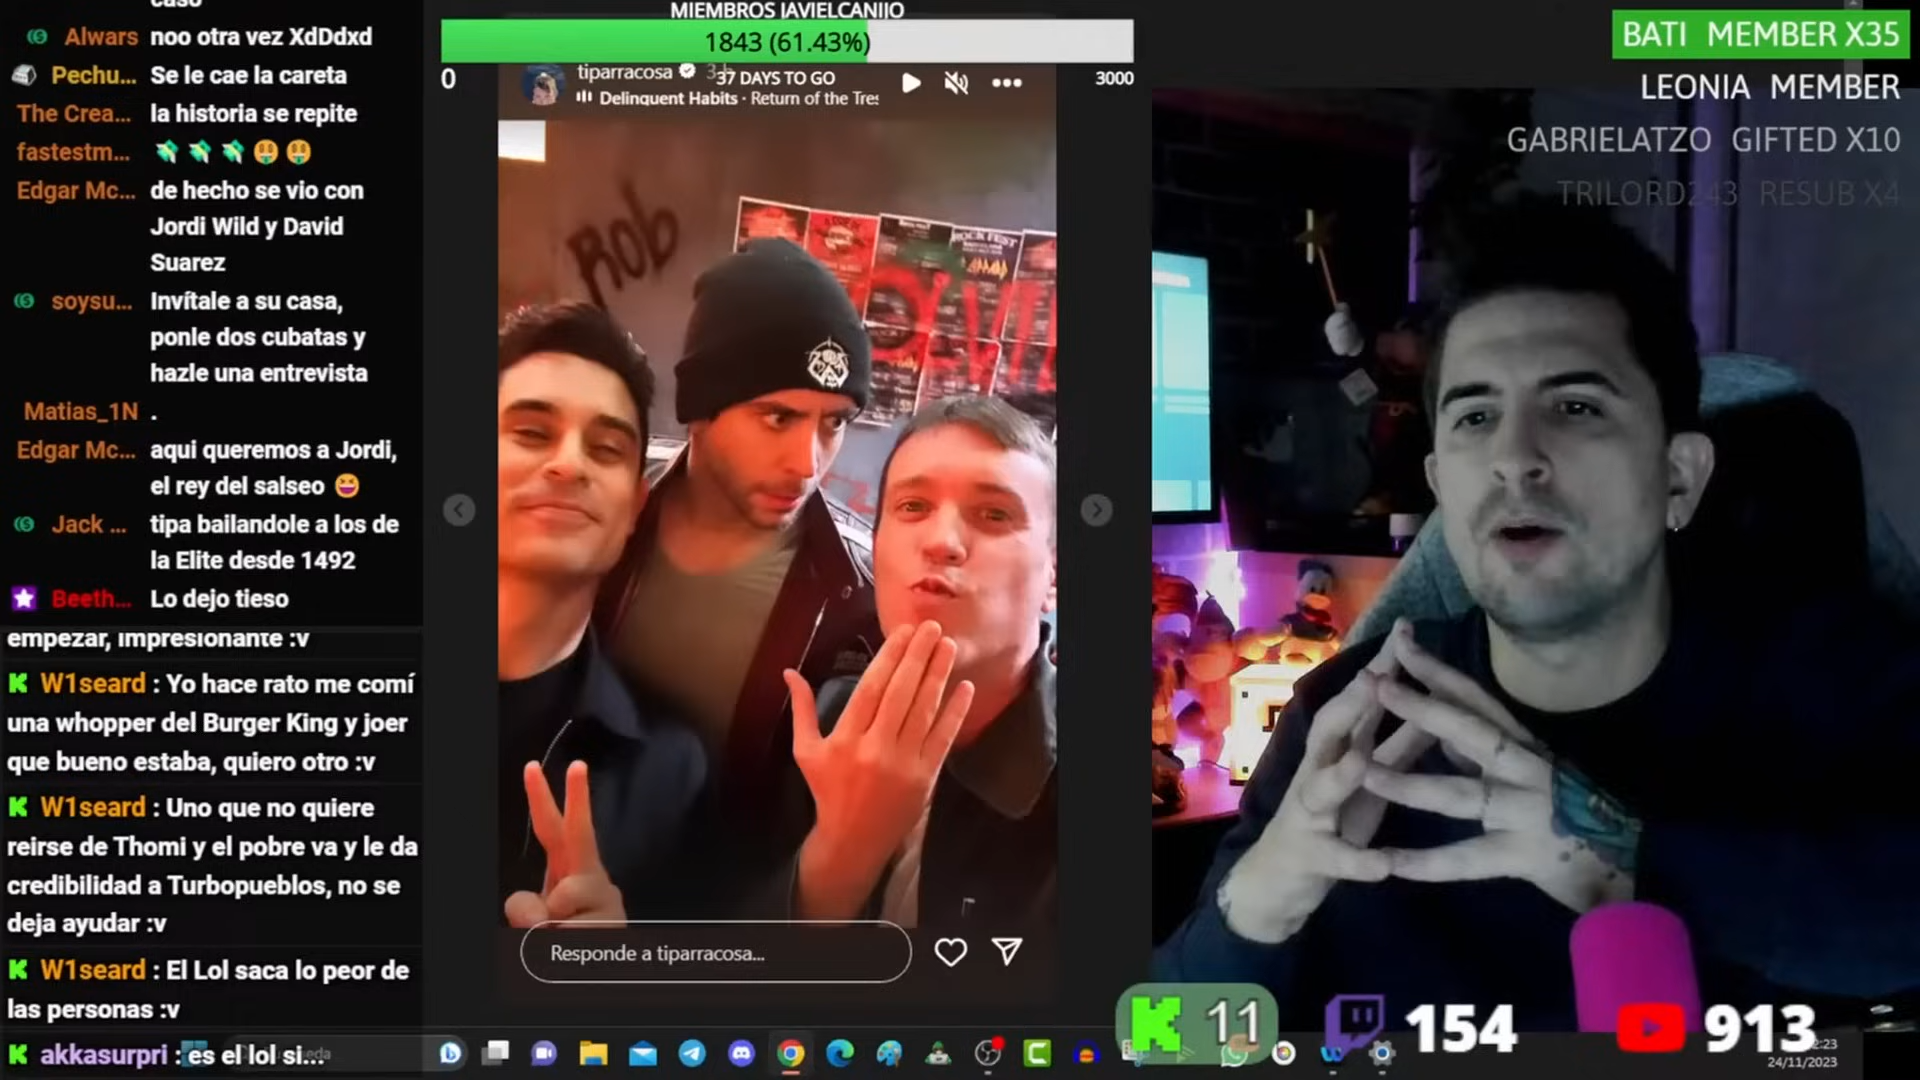 caso
Alwars noo otra vez XdDdxd
Pechu... Se le cae la careta
The Crea... la historia se repite
fastestm... 💸💸💸🤑🤑
Edgar Mc... de hecho se vio con
Jordi Wild y David
Suarez
soysu... Invítale a su casa,
ponle dos cubatas y
hazle una entrevista
Matias_1N .
Edgar Mc... aqui queremos a Jordi,
el rey del salseo 😆
Jack ... tipa bailandole a los de
la Elite desde 1492
Beeth... Lo dejo tieso
empezar, impresionante :v
W1seard : Yo hace rato me comí
una whopper del Burger King y joer
que bueno estaba, quiero otro :v
W1seard : Uno que no quiere
reirse de Thomi y el pobre va y le da
credibilidad a Turbopueblos, no se
deja ayudar :v
W1seard : El Lol saca lo peor de
las personas :v
akkasurpri : es el lol si...
MIEMBROS JAVIELCANIJO
1843 (61.43%)
0
37 DAYS TO GO
3000
tiparracosa
Delinquent Habits · Return of the Tres
Rob
ROCK FEST
Responde a tiparracosa...
BATI MEMBER X35
LEONIA MEMBER
GABRIELATZO GIFTED X10
TRILORD243 RESUB X4
11
154
913
24/11/2023